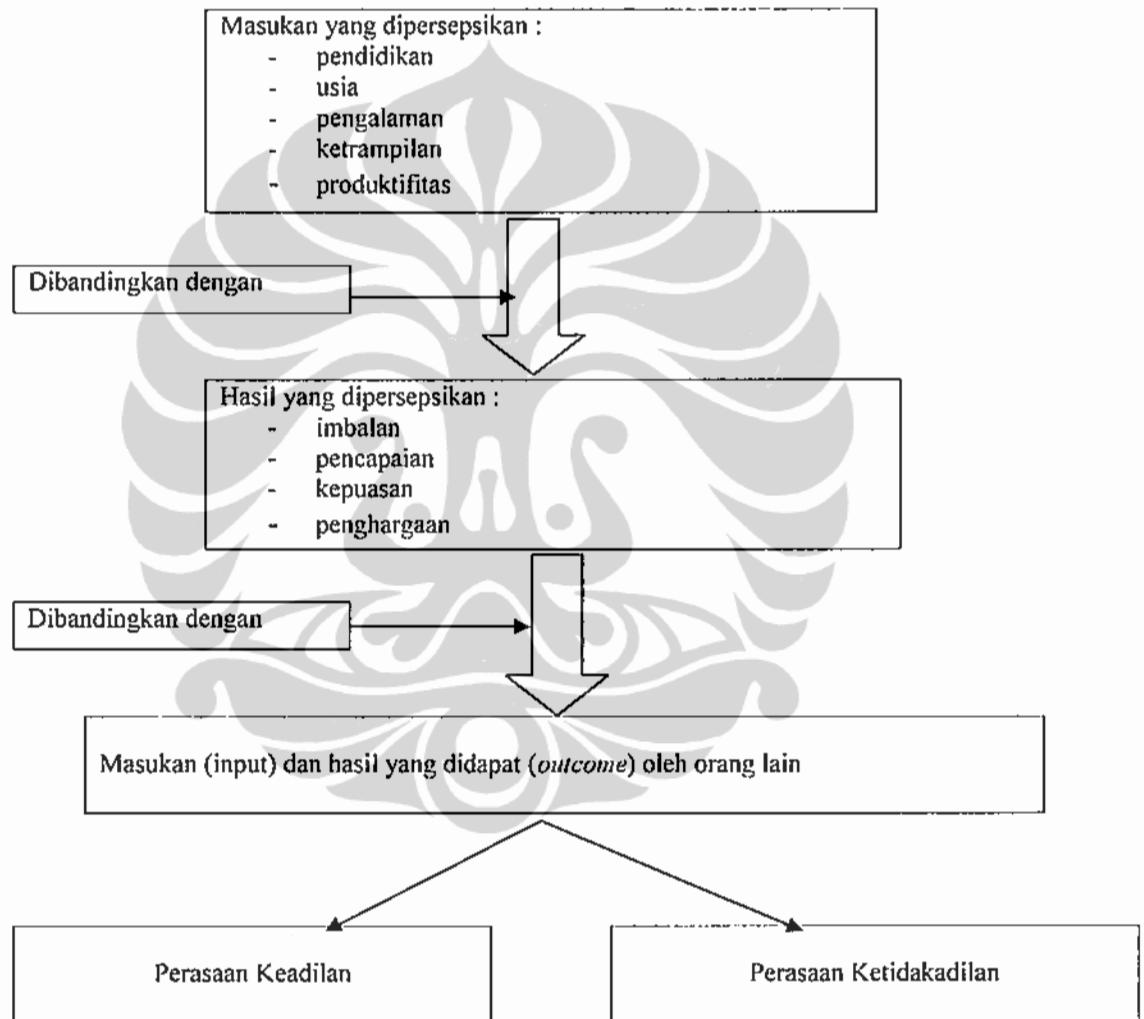 Masukan yang dipersepsikan :
- pendidikan
- usia
- pengalaman
- ketrampilan
- produktifitas
Dibandingkan dengan
Hasil yang dipersepsikan :
- imbalan
- pencapaian
- kepuasan
- penghargaan
Dibandingkan dengan
Masukan (input) dan hasil yang didapat (outcome) oleh orang lain
Perasaan Keadilan
Perasaan Ketidakadilan